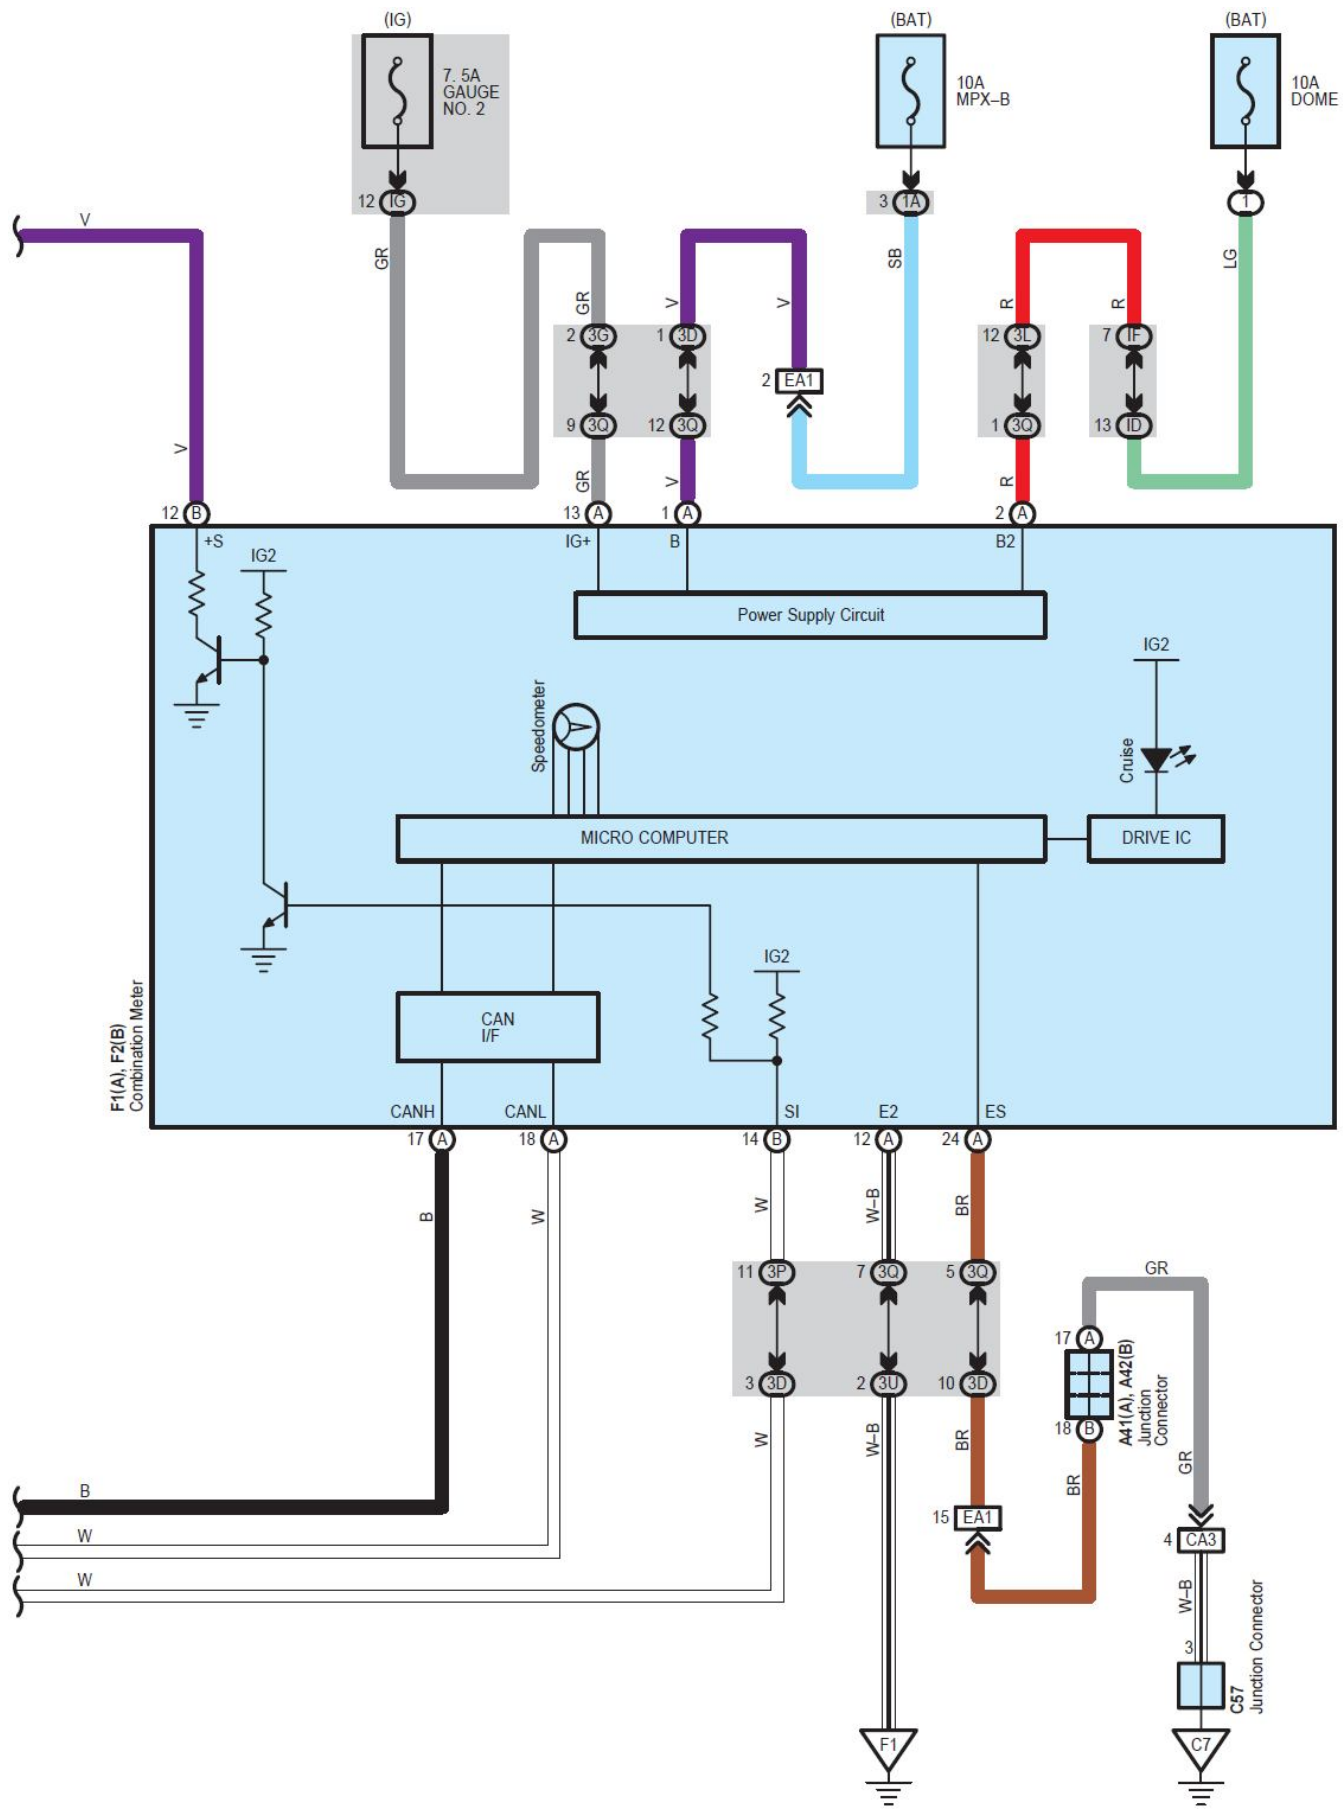 (IG)
(BAT)
(BAT)
7. 5A
GAUGE
NO. 2
10A
MPX–B
10A
DOME
12 IG
3 1A
1
V
GR
SB
LG
GR
V
V
R
R
2 3G
1 3D
12 3L
7 IF
2 EA1
9 3Q
12 3Q
1 3Q
13 ID
V
GR
V
R
12 B
13 A
1 A
2 A
+S
IG+
B
B2
IG2
Power Supply Circuit
IG2
Speedometer
Cruise
MICRO COMPUTER
DRIVE IC
IG2
CAN
I/F
F1(A), F2(B)
Combination Meter
CANH
CANL
SI
E2
ES
17 A
18 A
14 B
12 A
24 A
B
W
W
W–B
BR
11 3P
7 3Q
5 3Q
GR
17 A
A41(A), A42(B)
Junction
Connector
3 3D
2 3U
10 3D
18 B
W
W–B
BR
BR
GR
B
15 EA1
W
4 CA3
W
W–B
3
C57
Junction Connector
F1
C7